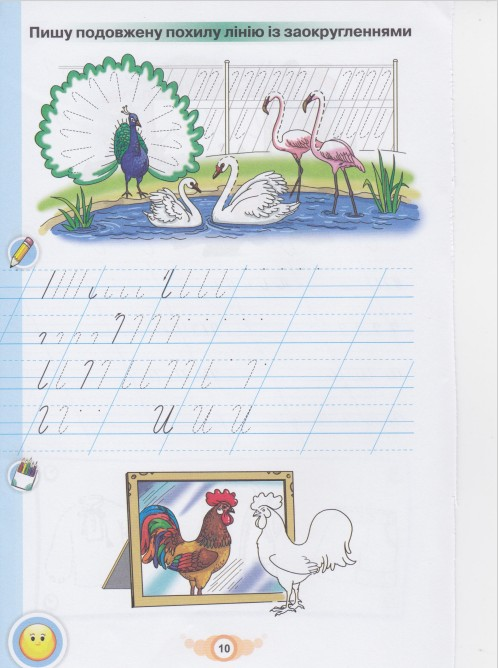 Пишу подовжену похилу лінію із заокругленнями
и и и
10